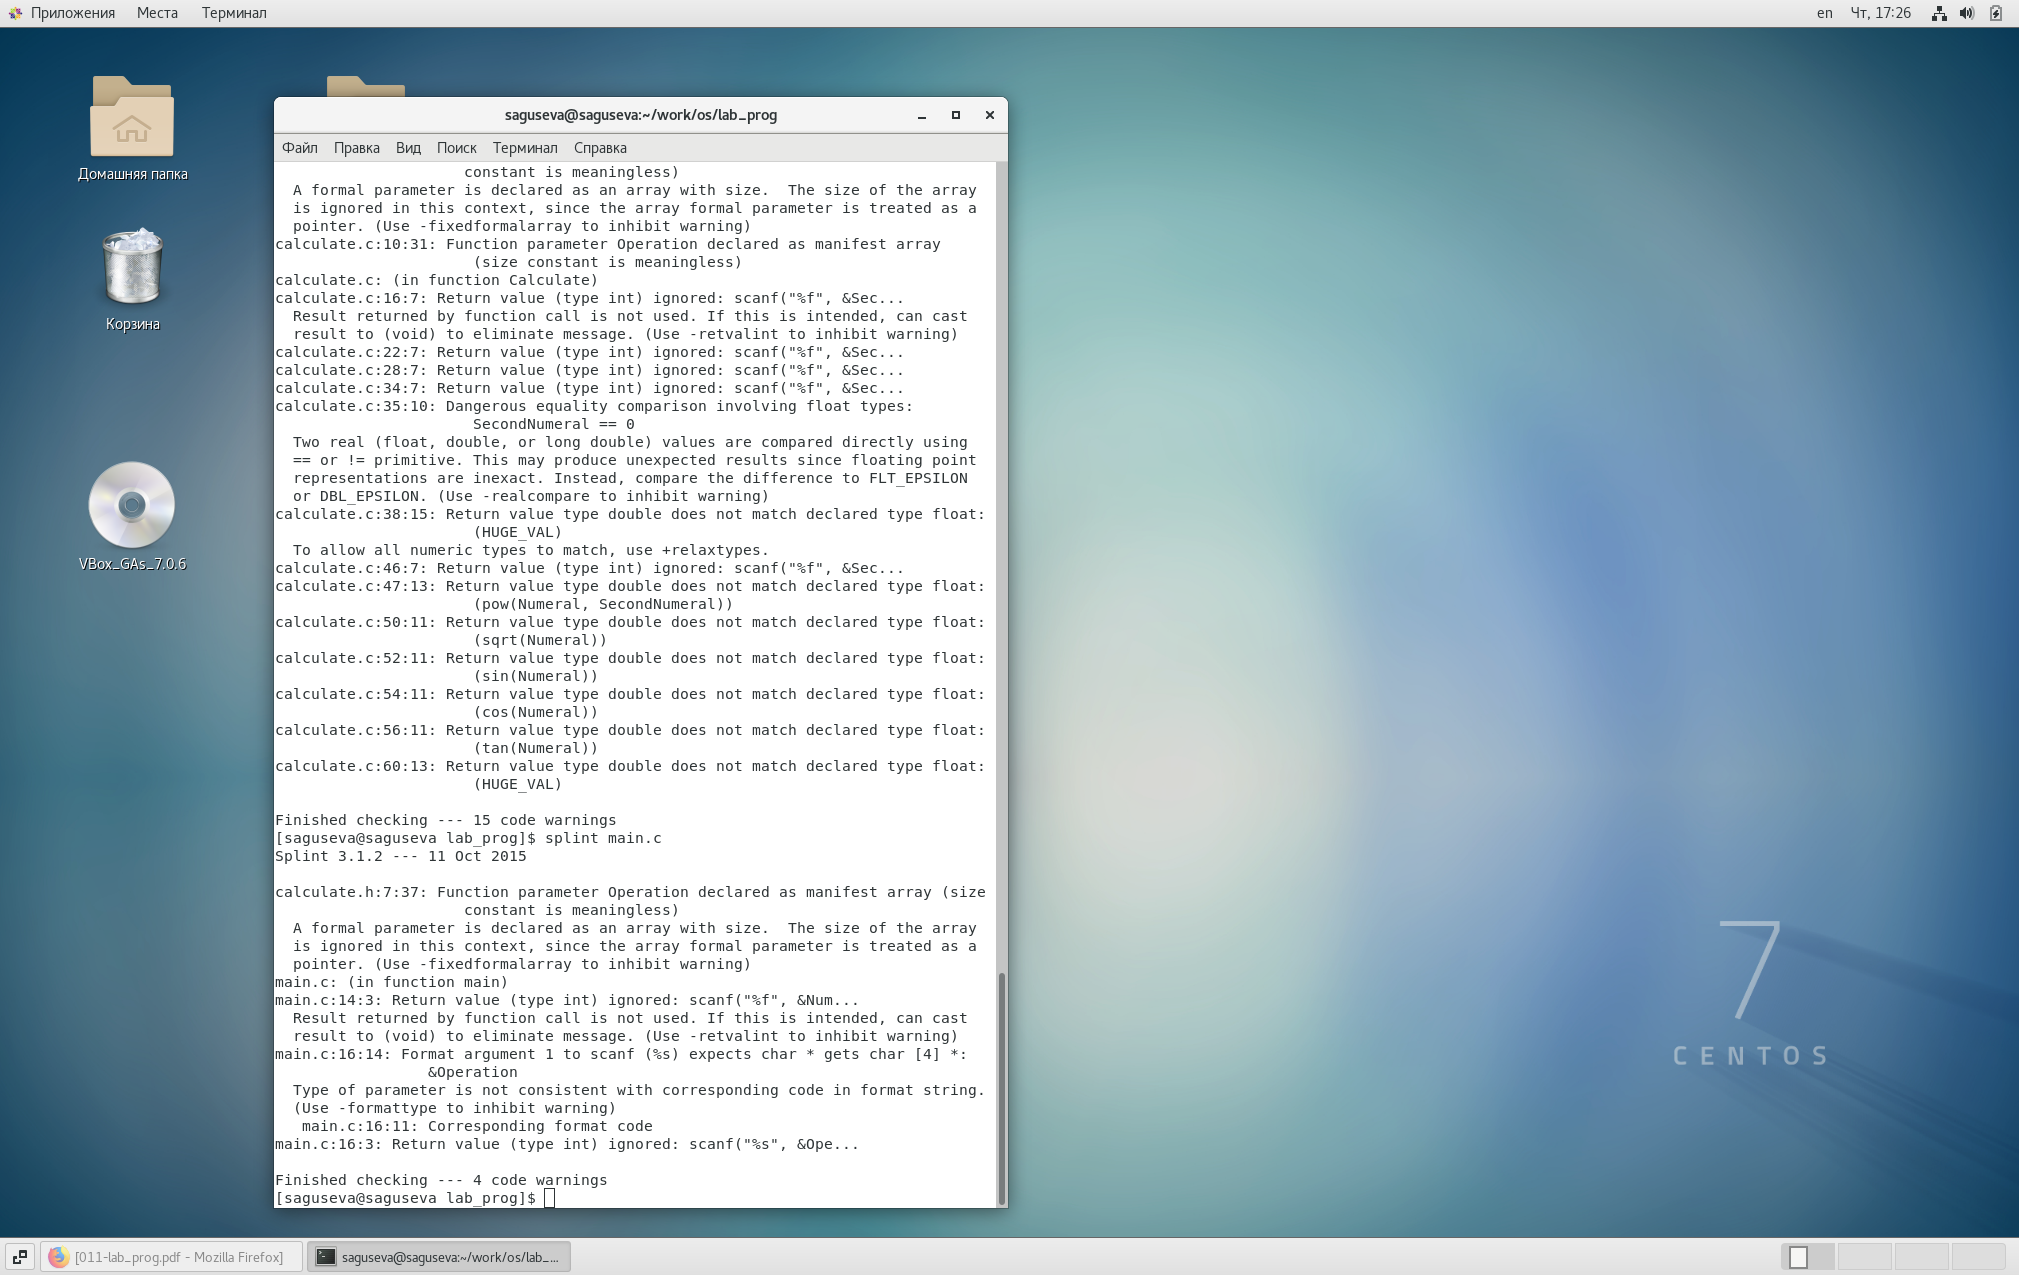 Приложения Места Терминал en Чт, 17:26
Домашняя папка
Корзина
VBox_GAs_7.0.6
saguseva@saguseva:~/work/os/lab_prog
Файл Правка Вид Поиск Терминал Справка
constant is meaningless)
A formal parameter is declared as an array with size.  The size of the array
is ignored in this context, since the array formal parameter is treated as a
pointer. (Use -fixedformalarray to inhibit warning)
calculate.c:10:31: Function parameter Operation declared as manifest array
(size constant is meaningless)
calculate.c: (in function Calculate)
calculate.c:16:7: Return value (type int) ignored: scanf("%f", &Sec...
Result returned by function call is not used. If this is intended, can cast
result to (void) to eliminate message. (Use -retvalint to inhibit warning)
calculate.c:22:7: Return value (type int) ignored: scanf("%f", &Sec...
calculate.c:28:7: Return value (type int) ignored: scanf("%f", &Sec...
calculate.c:34:7: Return value (type int) ignored: scanf("%f", &Sec...
calculate.c:35:10: Dangerous equality comparison involving float types:
SecondNumeral == 0
Two real (float, double, or long double) values are compared directly using
== or != primitive. This may produce unexpected results since floating point
representations are inexact. Instead, compare the difference to FLT_EPSILON
or DBL_EPSILON. (Use -realcompare to inhibit warning)
calculate.c:38:15: Return value type double does not match declared type float:
(HUGE_VAL)
To allow all numeric types to match, use +relaxtypes.
calculate.c:46:7: Return value (type int) ignored: scanf("%f", &Sec...
calculate.c:47:13: Return value type double does not match declared type float:
(pow(Numeral, SecondNumeral))
calculate.c:50:11: Return value type double does not match declared type float:
(sqrt(Numeral))
calculate.c:52:11: Return value type double does not match declared type float:
(sin(Numeral))
calculate.c:54:11: Return value type double does not match declared type float:
(cos(Numeral))
calculate.c:56:11: Return value type double does not match declared type float:
(tan(Numeral))
calculate.c:60:13: Return value type double does not match declared type float:
(HUGE_VAL)
Finished checking --- 15 code warnings
[saguseva@saguseva lab_prog]$ splint main.c
Splint 3.1.2 --- 11 Oct 2015
calculate.h:7:37: Function parameter Operation declared as manifest array (size
constant is meaningless)
A formal parameter is declared as an array with size.  The size of the array
is ignored in this context, since the array formal parameter is treated as a
pointer. (Use -fixedformalarray to inhibit warning)
main.c: (in function main)
main.c:14:3: Return value (type int) ignored: scanf("%f", &Num...
Result returned by function call is not used. If this is intended, can cast
result to (void) to eliminate message. (Use -retvalint to inhibit warning)
main.c:16:14: Format argument 1 to scanf (%s) expects char * gets char [4] *:
&Operation
Type of parameter is not consistent with corresponding code in format string.
(Use -formattype to inhibit warning)
main.c:16:11: Corresponding format code
main.c:16:3: Return value (type int) ignored: scanf("%s", &Ope...
Finished checking --- 4 code warnings
[saguseva@saguseva lab_prog]$
7
CENTOS
[011-lab_prog.pdf - Mozilla Firefox] saguseva@saguseva:~/work/os/lab_...